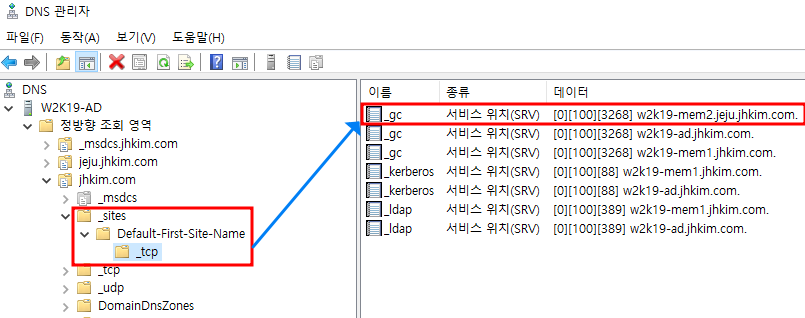 DNS 관리자
파일(F) 동작(A) 보기(V) 도움말(H)
DNS
W2K19-AD
정방향 조회 영역
_msdcs.jhkim.com
jeju.jhkim.com
jhkim.com
_msdcs
_sites
Default-First-Site-Name
_tcp
_tcp
_udp
DomainDnsZones
이름 종류 데이터
_gc 서비스 위치(SRV) [0][100][3268] w2k19-mem2.jeju.jhkim.com.
_gc 서비스 위치(SRV) [0][100][3268] w2k19-ad.jhkim.com.
_gc 서비스 위치(SRV) [0][100][3268] w2k19-mem1.jhkim.com.
_kerberos 서비스 위치(SRV) [0][100][88] w2k19-mem1.jhkim.com.
_kerberos 서비스 위치(SRV) [0][100][88] w2k19-ad.jhkim.com.
_ldap 서비스 위치(SRV) [0][100][389] w2k19-mem1.jhkim.com.
_ldap 서비스 위치(SRV) [0][100][389] w2k19-ad.jhkim.com.